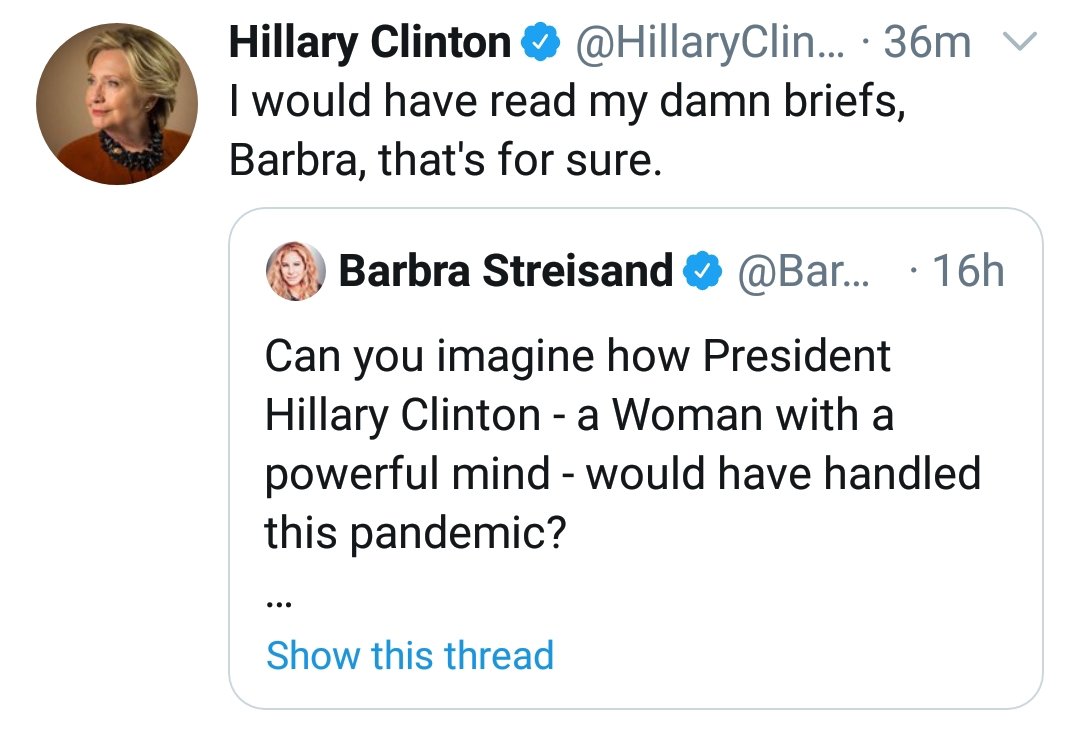 Hillary Clinton @HillaryClin... · 36m
I would have read my damn briefs,
Barbra, that's for sure.
Barbra Streisand @Bar... · 16h
Can you imagine how President
Hillary Clinton - a Woman with a
powerful mind - would have handled
this pandemic?
...
Show this thread